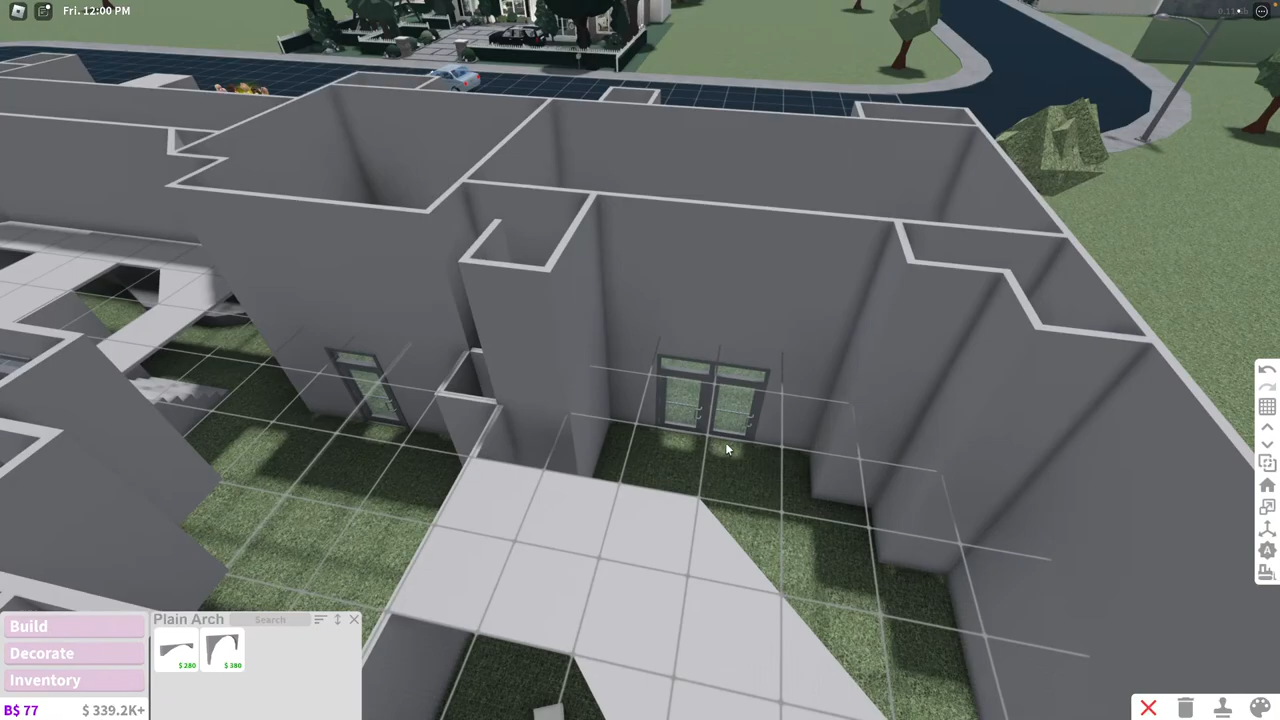 Fri. 12:00 PM
Plain Arch
Search
$ 280
$ 380
Build
Decorate
Inventory
B$ 77
$ 339.2K+